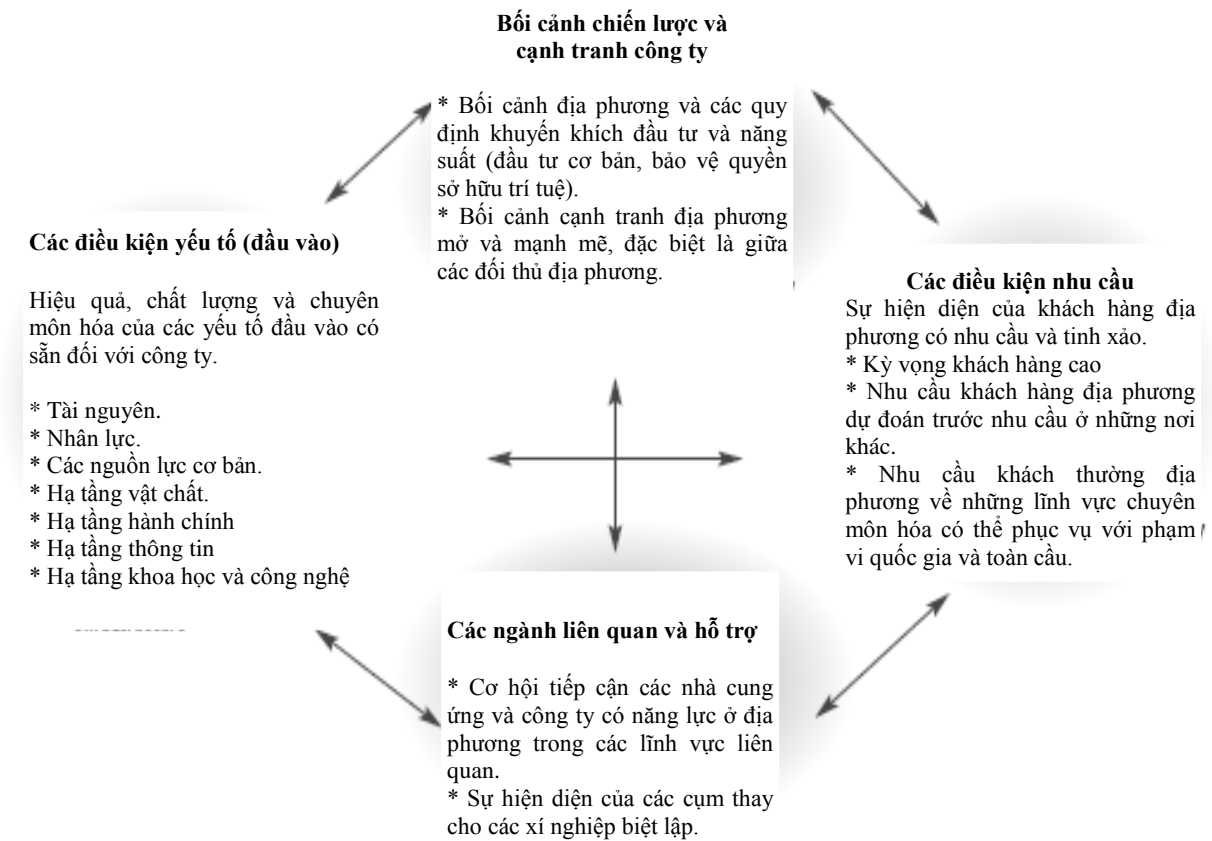 Bối cảnh chiến lược và
cạnh tranh công ty
* Bối cảnh địa phương và các quy
định khuyến khích đầu tư và năng
suất (đầu tư cơ bản, bảo vệ quyền
sở hữu trí tuệ).
* Bối cảnh cạnh tranh địa phương
mở và mạnh mẽ, đặc biệt là giữa
các đối thủ địa phương.
Các điều kiện yếu tố (đầu vào)
Hiệu quả, chất lượng và chuyên
môn hóa của các yếu tố đầu vào có
sẵn đối với công ty.
* Tài nguyên.
* Nhân lực.
* Các nguồn lực cơ bản.
* Hạ tầng vật chất.
* Hạ tầng hành chính
* Hạ tầng thông tin
* Hạ tầng khoa học và công nghệ
Các điều kiện nhu cầu
Sự hiện diện của khách hàng địa
phương có nhu cầu và tinh xảo.
* Kỳ vọng khách hàng cao
* Nhu cầu khách hàng địa phương
dự đoán trước nhu cầu ở những nơi
khác.
* Nhu cầu khách thường địa
phương về những lĩnh vực chuyên
môn hóa có thể phục vụ với phạm
vi quốc gia và toàn cầu.
Các ngành liên quan và hỗ trợ
* Cơ hội tiếp cận các nhà cung
ứng và công ty có năng lực ở địa
phương trong các lĩnh vực liên
quan.
* Sự hiện diện của các cụm thay
cho các xí nghiệp biệt lập.